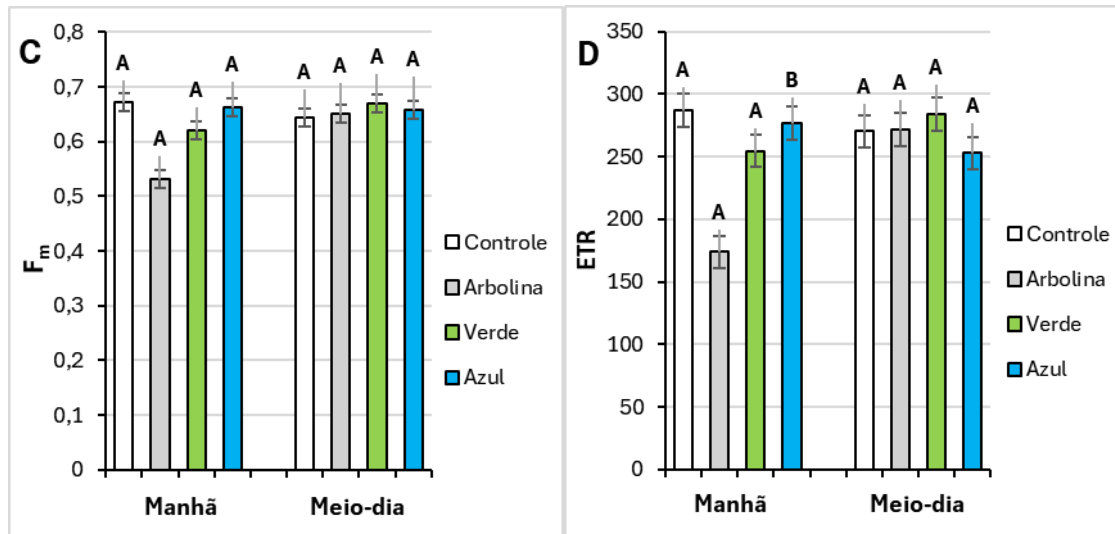 C
F_m
0,8
0,7
0,6
0,5
0,4
0,3
0,2
0,1
0
A
A
A
A
A
A
A
A
Manhã
Meio-dia
Controle
Arbolina
Verde
Azul
D
ETR
350
300
250
200
150
100
50
0
A
A
A
B
A
A
A
A
Manhã
Meio-dia
Controle
Arbolina
Verde
Azul